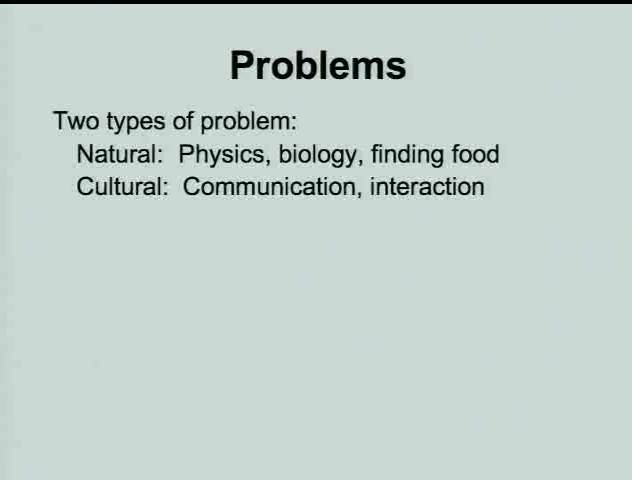 Problems
Two types of problem:
Natural: Physics, biology, finding food
Cultural: Communication, interaction